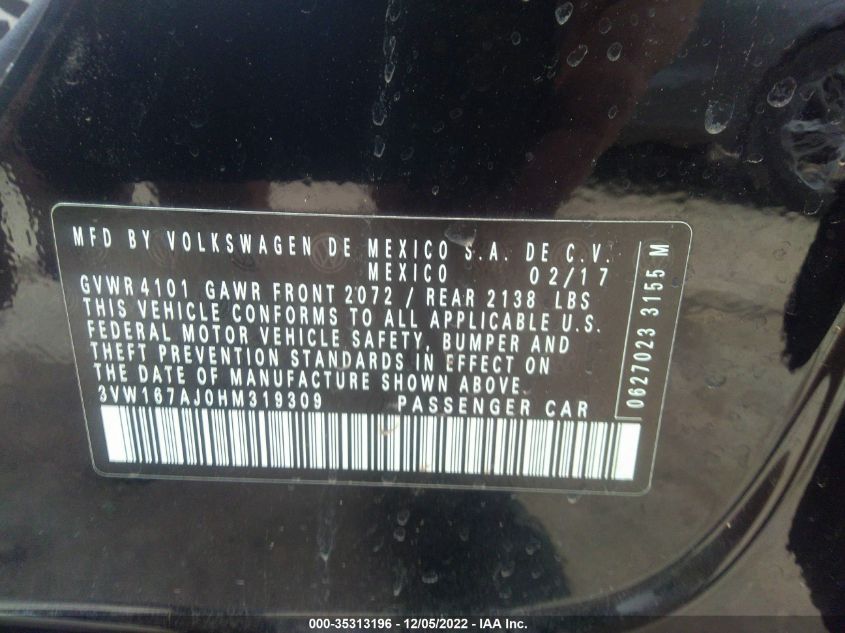 MFD BY VOLKSWAGEN DE MEXICO S.A. DE C.V.
MEXICO 02/17
GVWR 4101 GAWR FRONT 2072 / REAR 2138 LBS
THIS VEHICLE CONFORMS TO ALL APPLICABLE U.S.
FEDERAL MOTOR VEHICLE SAFETY, BUMPER AND
THEFT PREVENTION STANDARDS IN EFFECT ON
THE DATE OF MANUFACTURE SHOWN ABOVE.
3VW167AJ0HM319309 PASSENGER CAR
0627023 3155 M
000-35313196 - 12/05/2022 - IAA Inc.